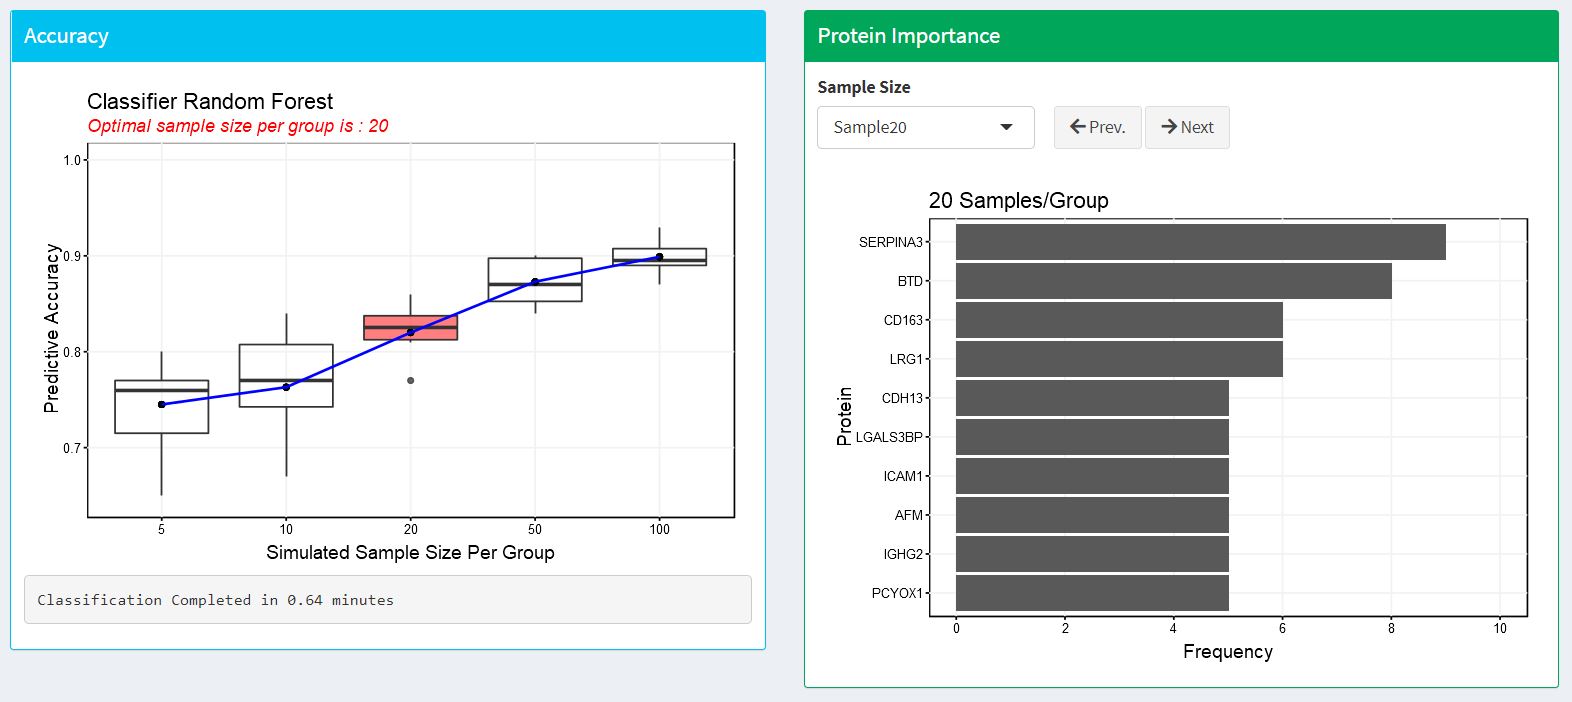 Accuracy
Classifier Random Forest
Optimal sample size per group is : 20
Predictive Accuracy
1.0
0.9
0.8
0.7
5 10 20 50 100
Simulated Sample Size Per Group
Classification Completed in 0.64 minutes
Protein Importance
Sample Size
Sample20
Prev. Next
20 Samples/Group
Protein
SERPINA3
BTD
CD163
LRG1
CDH13
LGALS3BP
ICAM1
AFM
IGHG2
PCYOX1
0 2 4 6 8 10
Frequency